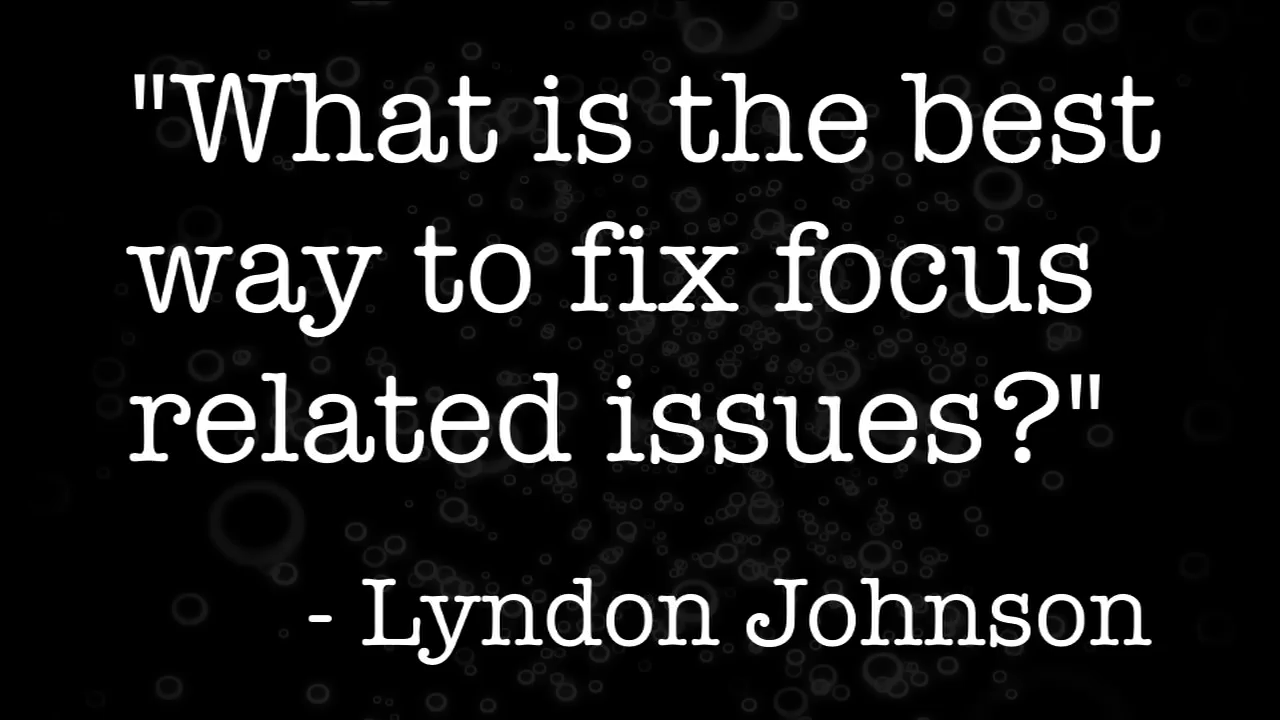 "What is the best
way to fix focus
related issues?"
- Lyndon Johnson